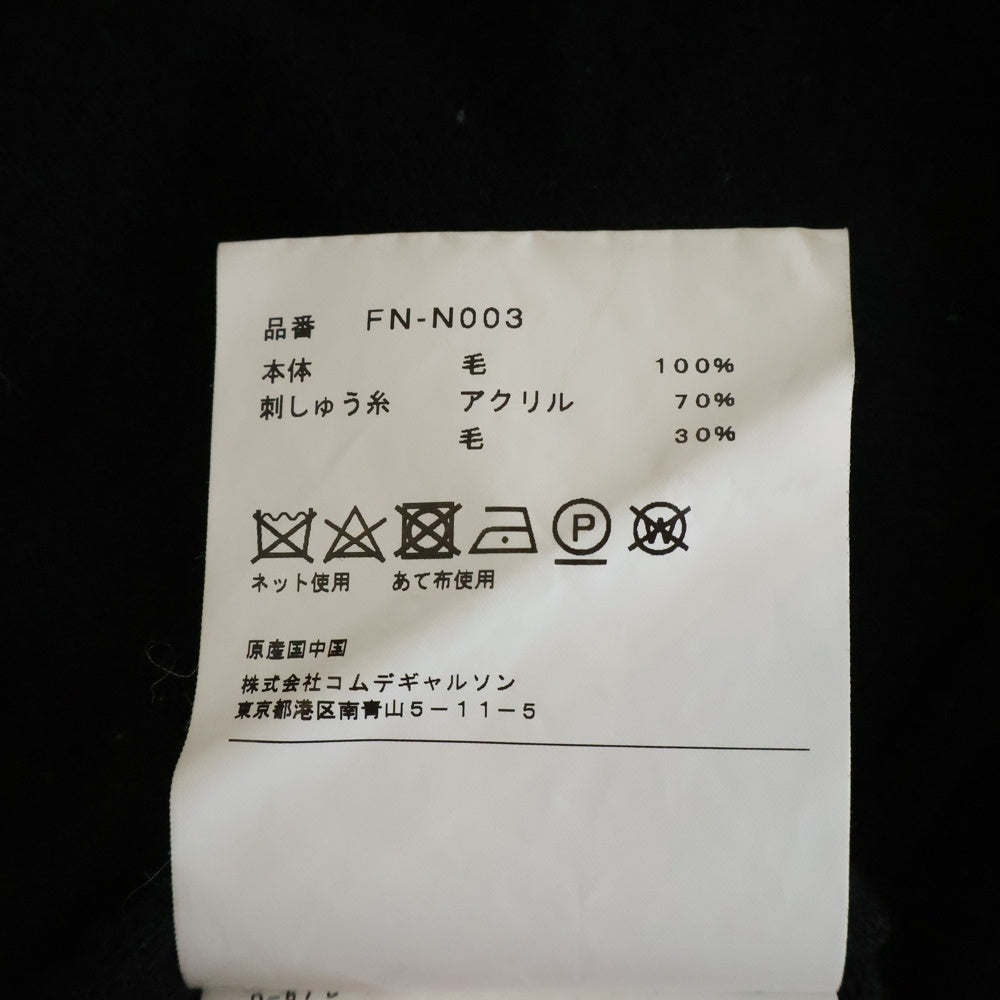 品番 FN-N003
本体 毛 100%
刺しゅう糸 アクリル 70%
毛 30%
P W
ネット使用 あて布使用
原産国中国
株式会社コムデギャルソン
東京都港区南青山5-11-5